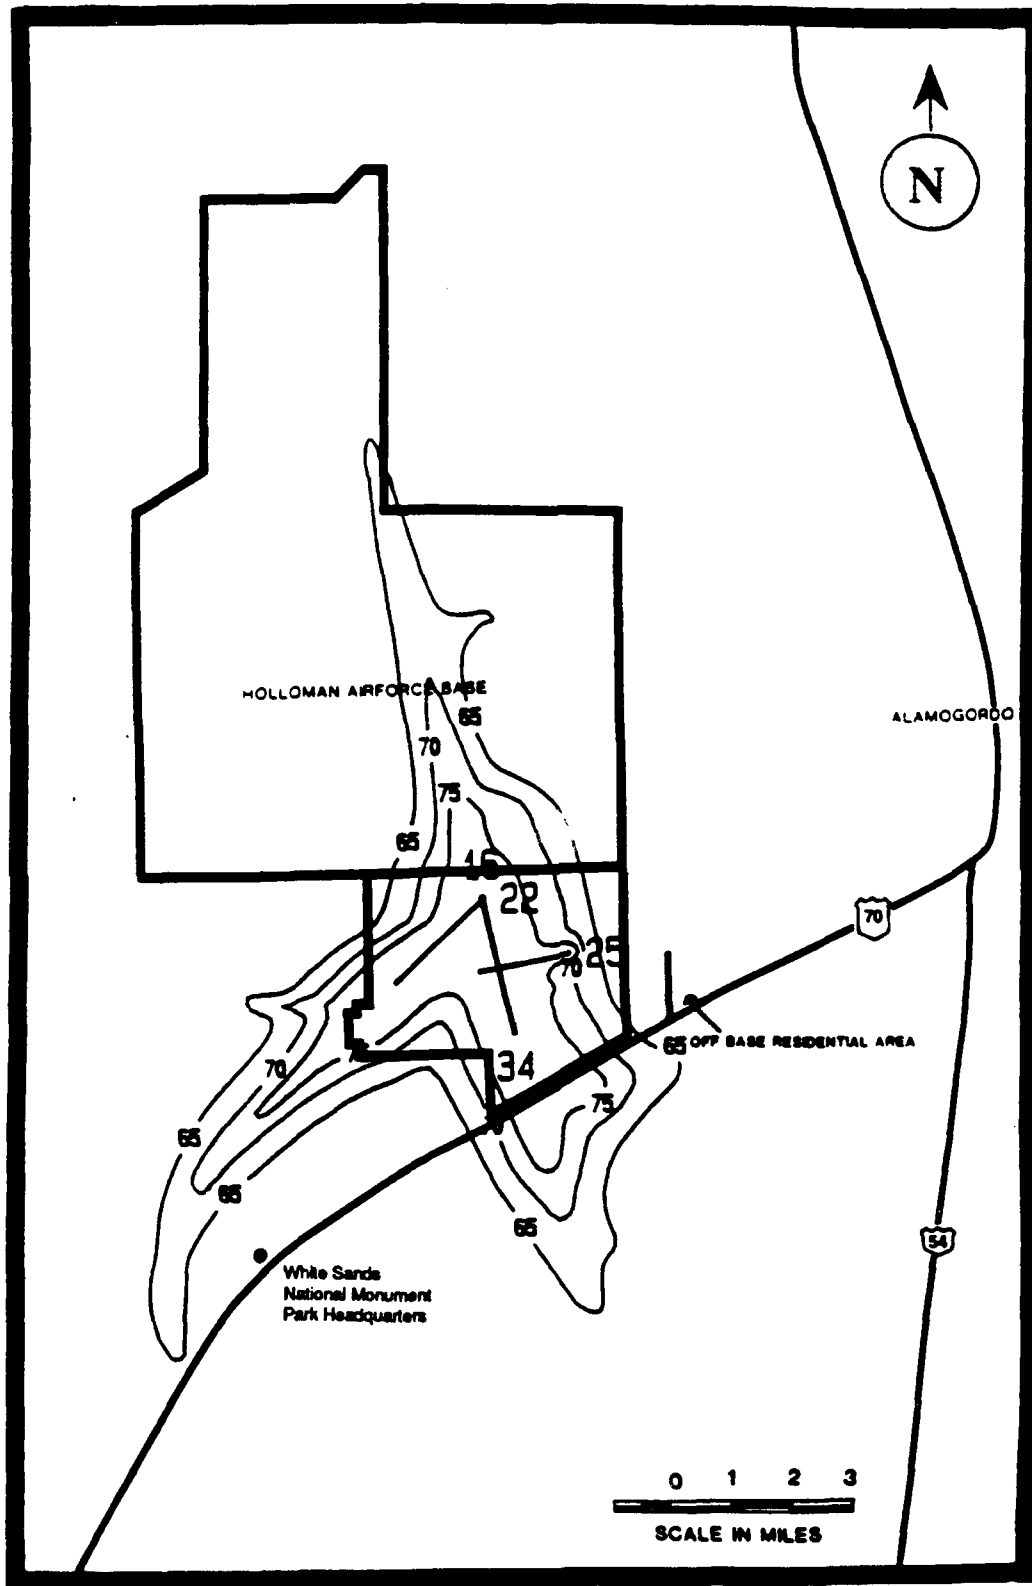 N
HOLLOMAN AIRFORCE BASE
65
ALAMOGORDO
70
75
65
16
22
70
25
70
65 OFF BASE RESIDENTIAL AREA
34
70
75
65
65
65
54
White Sands
National Monument
Park Headquarters
0 1 2 3
SCALE IN MILES